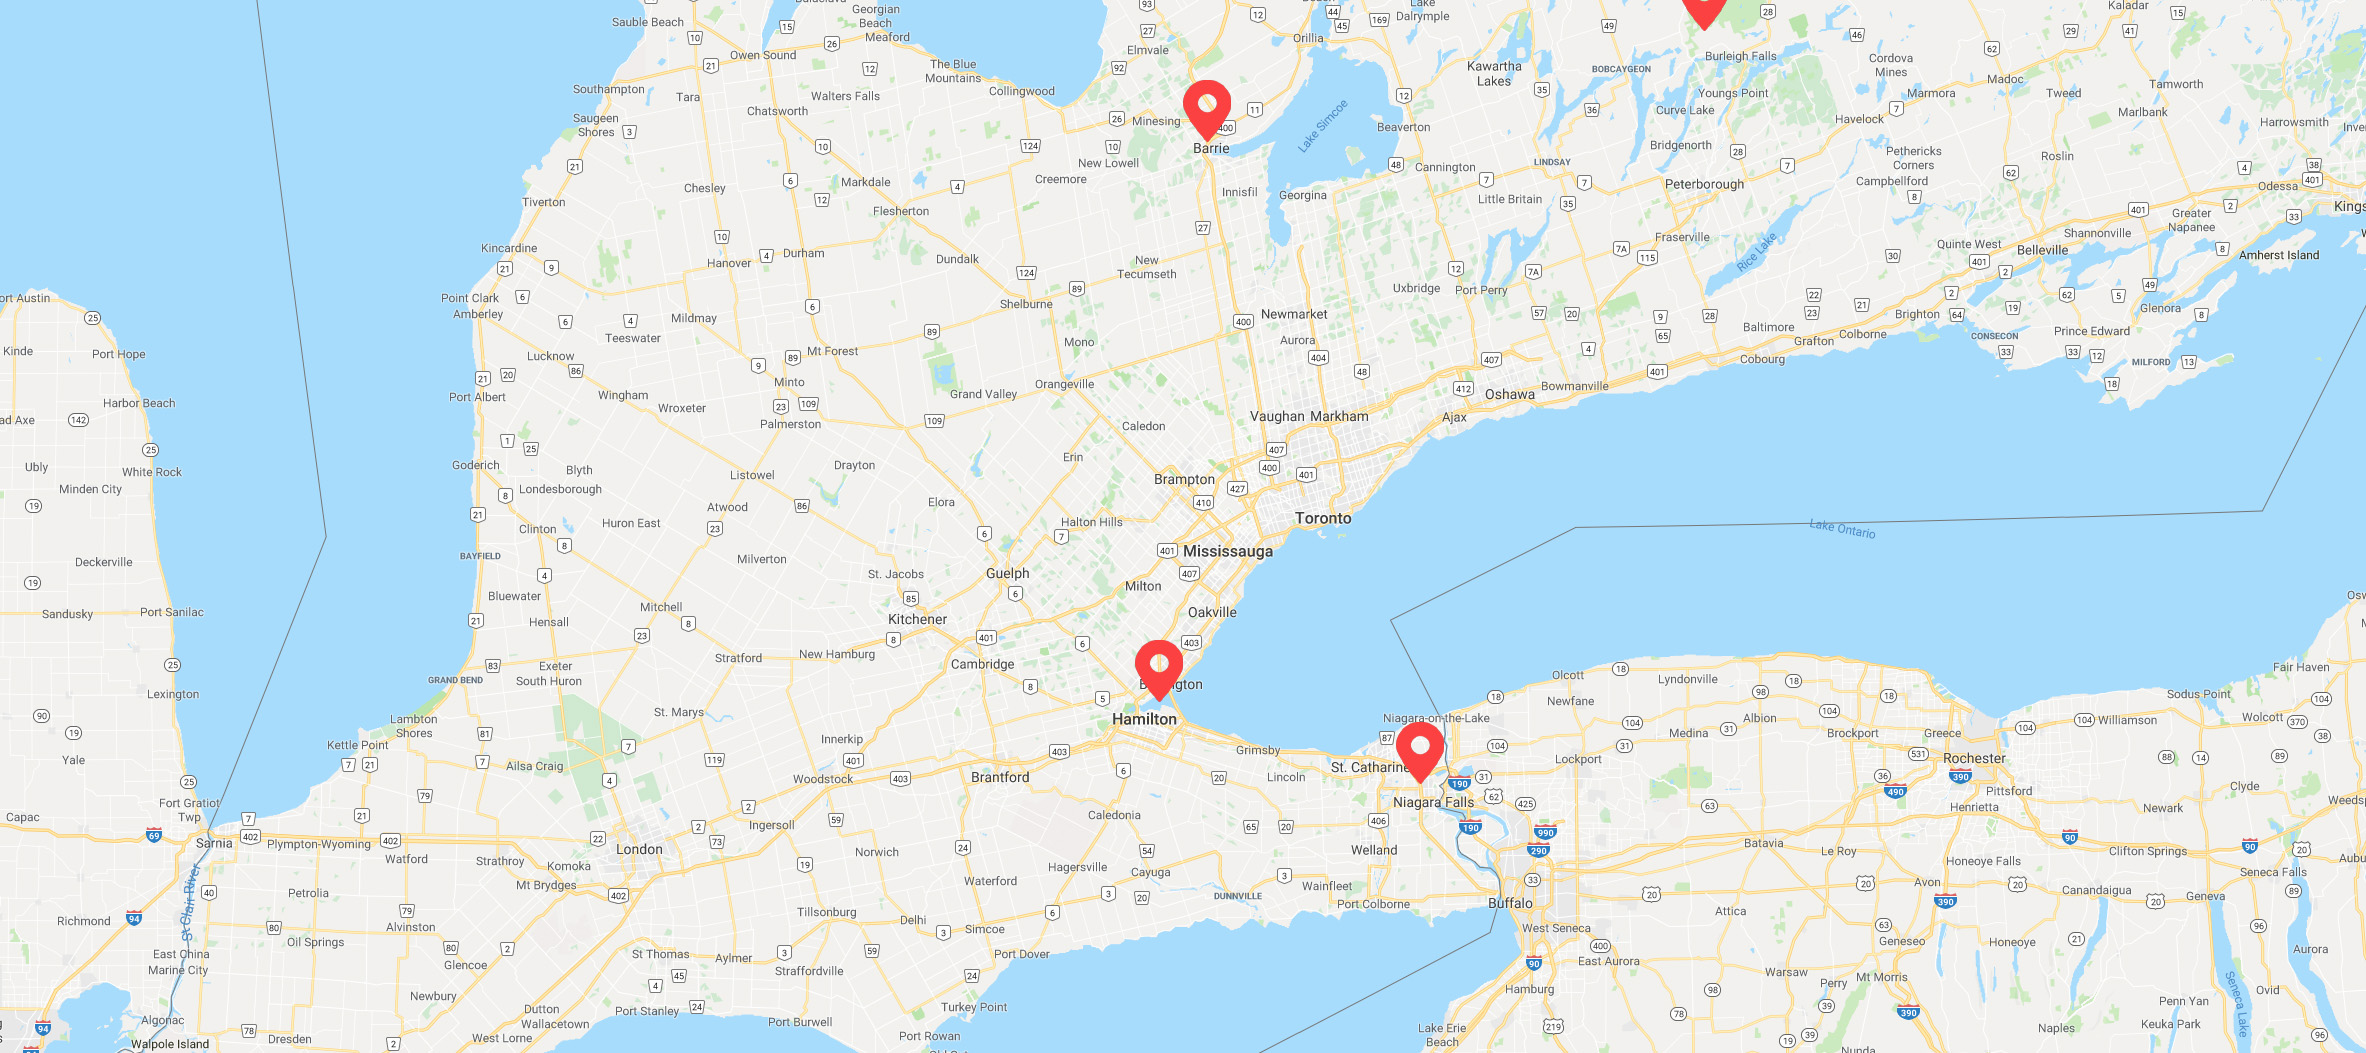 Sauble Beach
Georgian
Beach
Meaford
Owen Sound
The Blue
Mountains
Collingwood
Elmvale
Orillia
Lake
Dalrymple
Kawartha
Lakes
BOBCAYGEON
Burleigh Falls
Cordova
Mines
Madoc
Kaladar
Tamworth
Southampton
Tara
Chatsworth
Walters Falls
Minesing
Barrie
Lake Simcoe
Beaverton
Curve Lake
Youngs Point
Havelock
Marmora
Tweed
Marlbank
Harrowsmith
Saugeen
Shores
New Lowell
Creemore
Cannington
LINDSAY
Bridgenorth
Pethericks
Corners
Campbellford
Roslin
Odessa
Chesley
Markdale
Flesherton
Innisfil
Georgina
Little Britain
Peterborough
Tiverton
Kincardine
Hanover
Durham
Dundalk
New
Tecumseth
Fraserville
Rice Lake
Quinte West
Belleville
Shannonville
Greater
Napanee
Amherst Island
Point Clark
Amberley
Mildmay
Teeswater
Shelburne
Uxbridge
Port Perry
Newmarket
Aurora
Baltimore
Grafton
Colborne
Cobourg
Brighton
CONSECON
Prince Edward
Glenora
MILFORD
Kinde
Port Hope
Lucknow
Mt Forest
Mono
Minto
Orangeville
Grand Valley
Harbor Beach
Port Albert
Wingham
Wroxeter
Palmerston
Caledon
Vaughan
Markham
Ajax
Oshawa
Bowmanville
Ubly
White Rock
Minden City
Goderich
Blyth
Londesborough
Listowel
Drayton
Erin
Brampton
Clinton
Huron East
Atwood
Elora
Halton Hills
Toronto
Lake Ontario
Deckerville
BAYFIELD
Milverton
St. Jacobs
Guelph
Mississauga
Milton
Sandusky
Port Sanilac
Bluewater
Hensall
Mitchell
Kitchener
Oakville
Lexington
GRAND BEND
Exeter
South Huron
Stratford
New Hamburg
Cambridge
Hamilton
Olcott
Lyndonville
Fair Haven
Yale
Lambton
Shores
Kettle Point
St. Marys
Innerkip
Grimsby
Niagara-on-the-Lake
Newfane
Medina
Albion
Brockport
Greece
Williamson
Sodus Point
Wolcott
Ailsa Craig
Woodstock
Brantford
Lincoln
Niagara Falls
Lockport
Rochester
Capac
Fort Gratiot
Twp
Sarnia
Plympton-Wyoming
Watford
Strathroy
Komoka
Mt Brydges
London
Ingersoll
Norwich
Caledonia
Hagersville
Cayuga
Waterford
Welland
Wainfleet
Port Colborne
DUNNVILLE
Batavia
Le Roy
Henrietta
Pittsford
Newark
Clyde
Clifton Springs
Honeoye Falls
Avon
Canandaigua
Geneva
Seneca Falls
Richmond
St Clair River
Petrolia
Oil Springs
Alvinston
Tillsonburg
Delhi
Simcoe
Buffalo
West Seneca
East Aurora
Attica
Geneseo
Honeoye
Aurora
East China
Marine City
Glencoe
St Thomas
Aylmer
Straffordville
Port Dover
Hamburg
Warsaw
Mt Morris
Perry
Penn Yan
Ovid
Seneca Lake
Algonac
Walpole Island
Dresden
Newbury
Dutton
Wallacetown
West Lorne
Port Stanley
Port Burwell
Turkey Point
Port Rowan
Lake Erie
Beach
Naples
Keuka Park